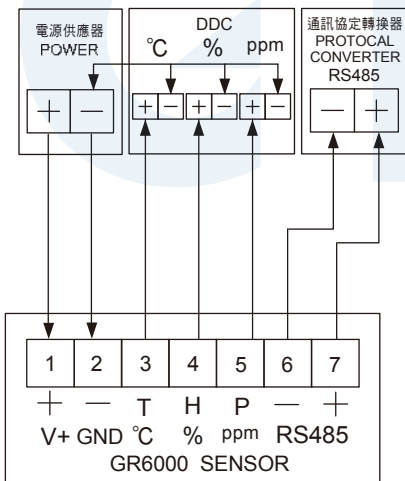 電源供應器
POWER
+ —
DDC
℃ % ppm
+ — + — + —
通訊協定轉換器
PROTOCAL
CONVERTER
RS485
— +
1 2 3 4 5 6 7
+ — T H P — +
V+ GND ℃ % ppm RS485
GR6000 SENSOR